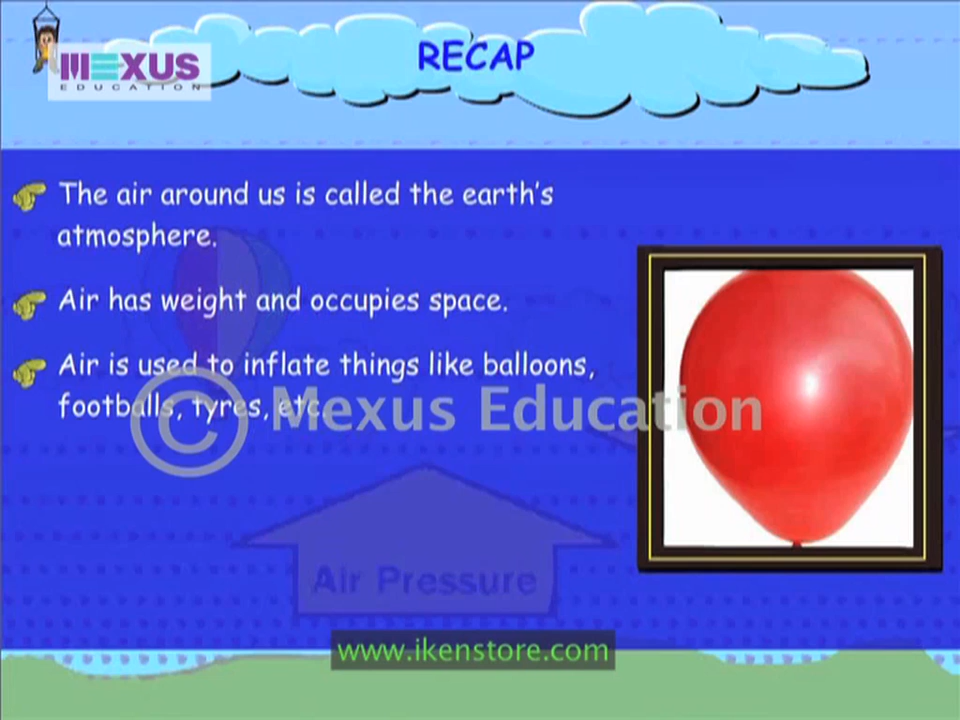 RECAP
MEXUS
EDUCATION
The air around us is called the earth's
atmosphere.
Air has weight and occupies space.
Air is used to inflate things like balloons,
footballs, tyres, etc.
© Mexus Education
Air Pressure
www.ikenstore.com